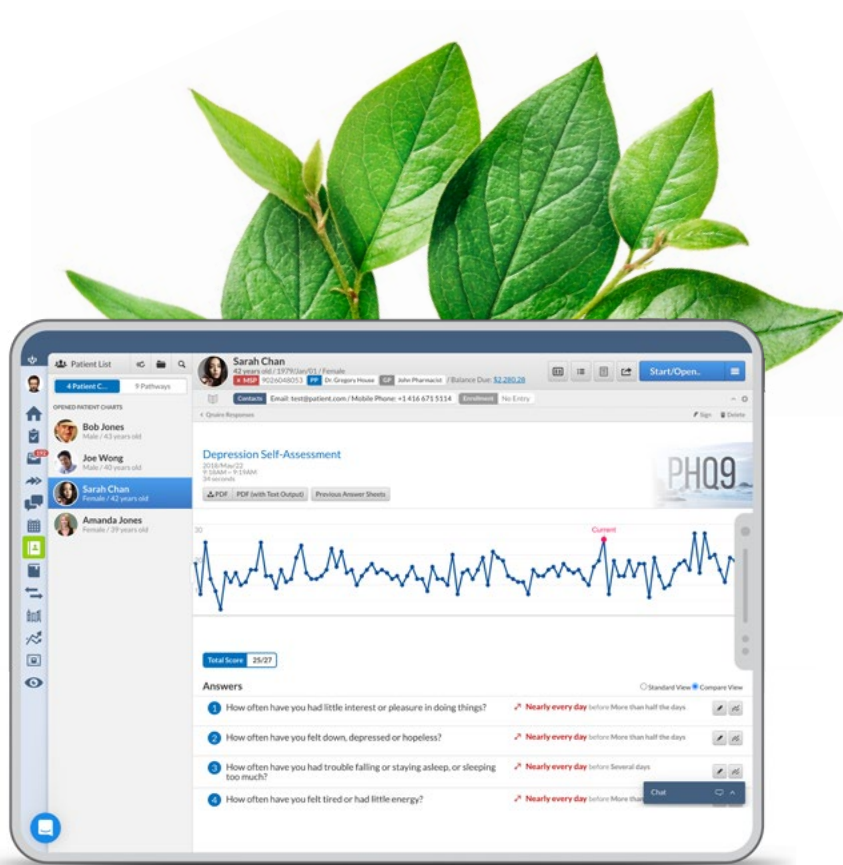 Patient List
4 Patient C...
9 Pathways
OPENED PATIENT CHARTS
Bob Jones
Male / 43 years old
Joe Wong
Male / 40 years old
Sarah Chan
Female / 42 years old
Amanda Jones
Female / 39 years old
192
Sarah Chan
42 years old / 1979/Jan/01 / Female
× MSP 9026048053 PP Dr. Gregory House GP John Pharmacist / Balance Due: $2,280.28
Start/Open..
Contacts Email: test@patient.com / Mobile Phone: +1 416 671 5114 Enrollment No Entry
< Qnaire Responses
Sign Delete
Depression Self-Assessment
2018/May/22
9:18AM – 9:19AM
34 seconds
PDF PDF (with Text Output) Previous Answer Sheets
PHQ9
30
Current
Total Score 25/27
Answers
Standard View Compare View
1 How often have you had little interest or pleasure in doing things? Nearly every day before More than half the days
2 How often have you felt down, depressed or hopeless? Nearly every day before More than half the days
3 How often have you had trouble falling or staying asleep, or sleeping
too much? Nearly every day before Several days
4 How often have you felt tired or had little energy? Nearly every day before More than
Chat